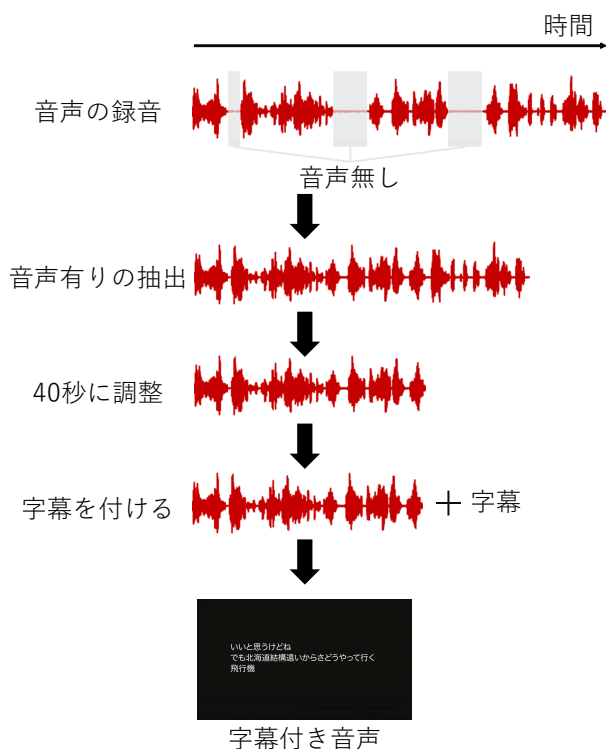 時間
音声の録音
音声無し
音声有りの抽出
40秒に調整
字幕を付ける
＋ 字幕
いいと思うけどね
でも北海道結構遠いからさどうやって行く
飛行機
字幕付き音声